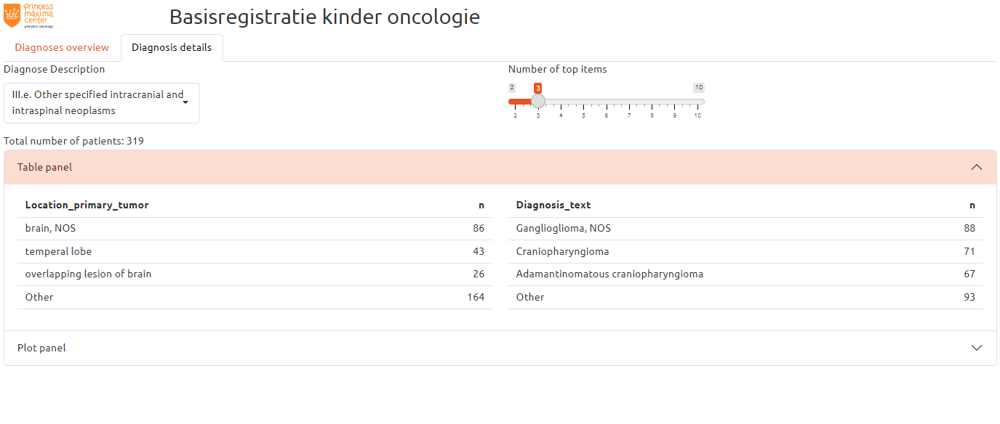 princess
máxima
center
pediatric oncology
Basisregistratie kinder oncologie
Diagnoses overview Diagnosis details
Diagnose Description
III.e. Other specified intracranial and
intraspinal neoplasms
Number of top items
2 3 10
2 3 4 5 6 7 8 9 10
Total number of patients: 319
Table panel
Location_primary_tumor n
brain, NOS 86
temperal lobe 43
overlapping lesion of brain 26
Other 164
Diagnosis_text n
Ganglioglioma, NOS 88
Craniopharyngioma 71
Adamantinomatous craniopharyngioma 67
Other 93
Plot panel